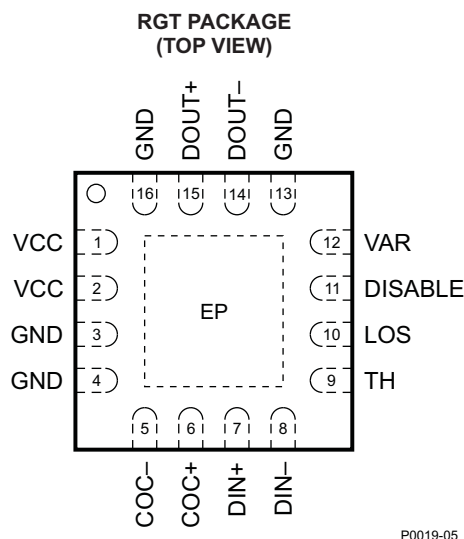 RGT PACKAGE
(TOP VIEW)
GND
DOUT+
DOUT–
GND
16
15
14
13
VCC 1
12 VAR
VCC 2
11 DISABLE
EP
GND 3
10 LOS
GND 4
9 TH
5
6
7
8
COC–
COC+
DIN+
DIN–
P0019-05